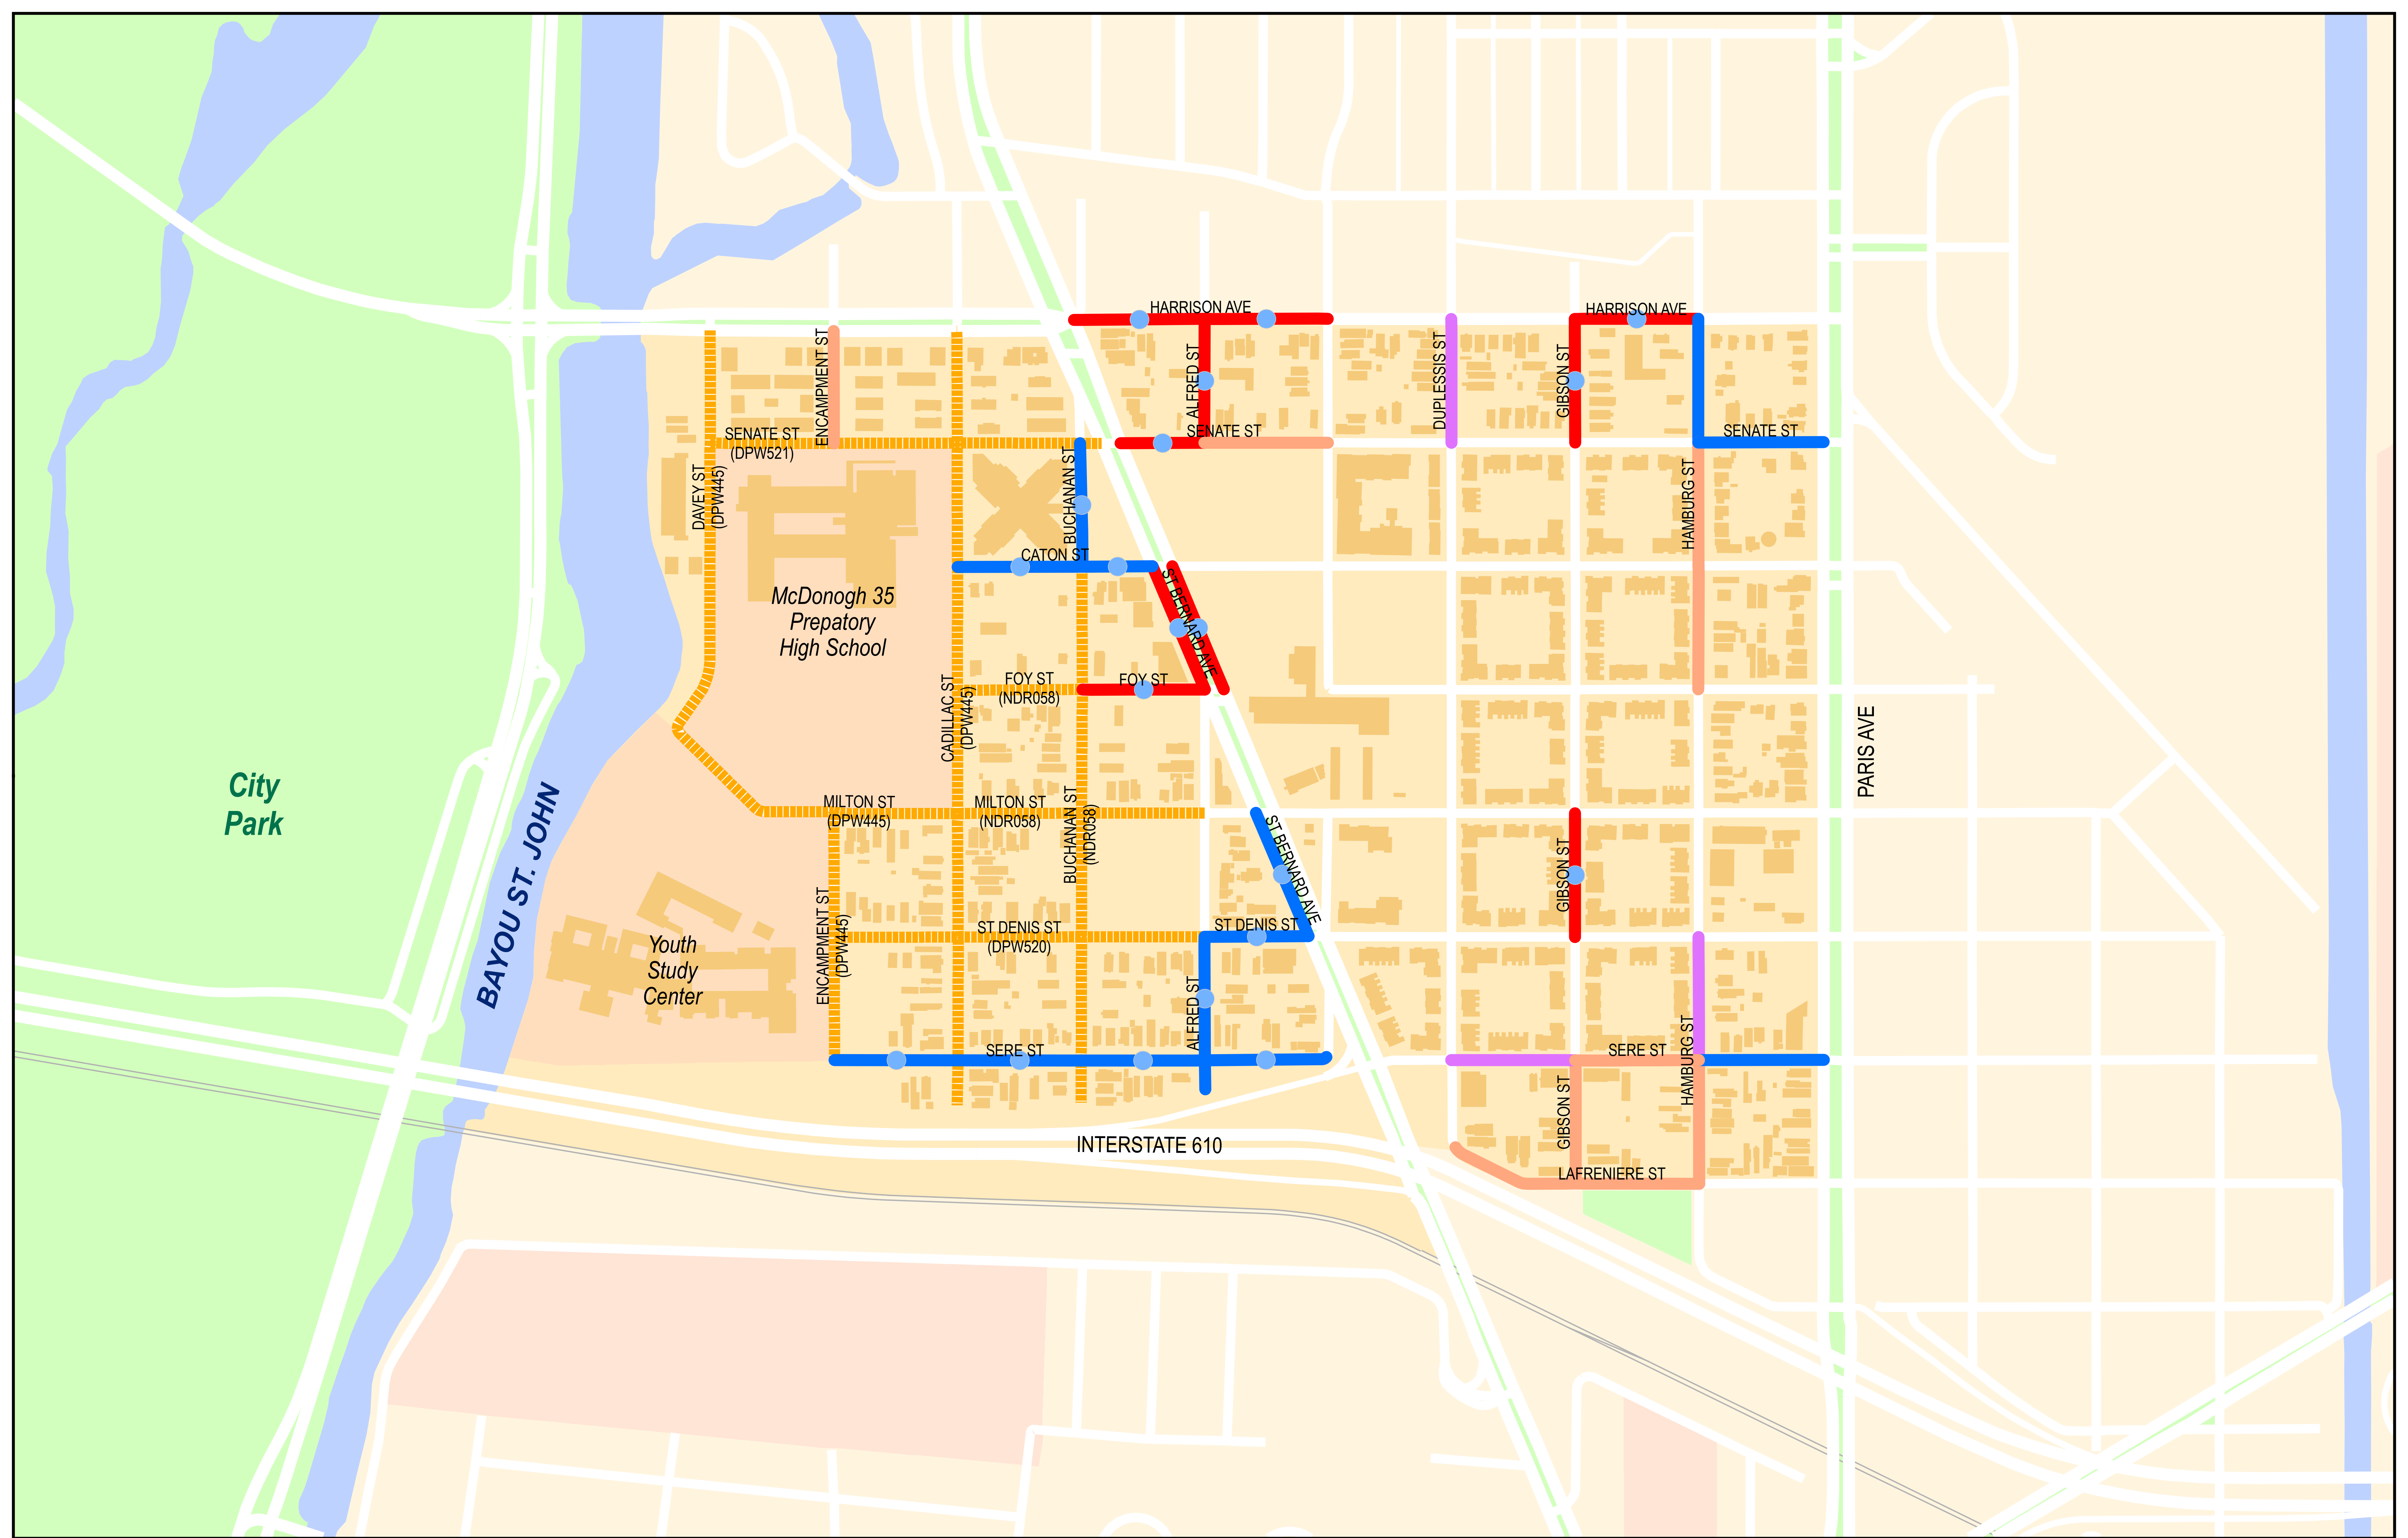 HARRISON AVE
HARRISON AVE
ENCAMPMENT ST
ALFRED ST
DUPLESSIS ST
GIBSON ST
SENATE ST
(DPW521)
SENATE ST
SENATE ST
DAVEY ST
(DPW445)
BUCHANAN ST
HAMBURG ST
CATON ST
McDonogh 35
Prepatory
High School
ST BERNARD AVE
FOY ST
(NDR058)
FOY ST
CADILLAC ST
(DPW445)
PARIS AVE
City
Park
BAYOU ST. JOHN
MILTON ST
(DPW445)
MILTON ST
(NDR058)
BUCHANAN ST
(NDR058)
ST BERNARD AVE
GIBSON ST
Youth
Study
Center
ENCAMPMENT ST
(DPW445)
ST DENIS ST
(DPW520)
ST DENIS ST
ALFRED ST
SERE ST
SERE ST
HAMBURG ST
GIBSON ST
INTERSTATE 610
LAFRENIERE ST